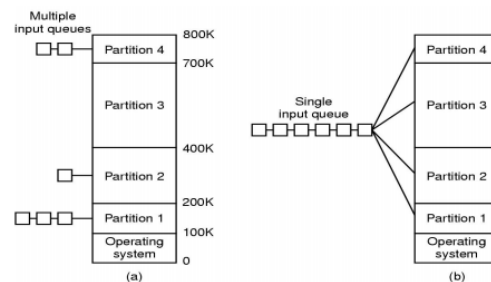 Multiple
input queues
Partition 4
Partition 3
Partition 2
Partition 1
Operating
system
800K
700K
400K
200K
100K
0
(a)
Single
input queue
Partition 4
Partition 3
Partition 2
Partition 1
Operating
system
(b)